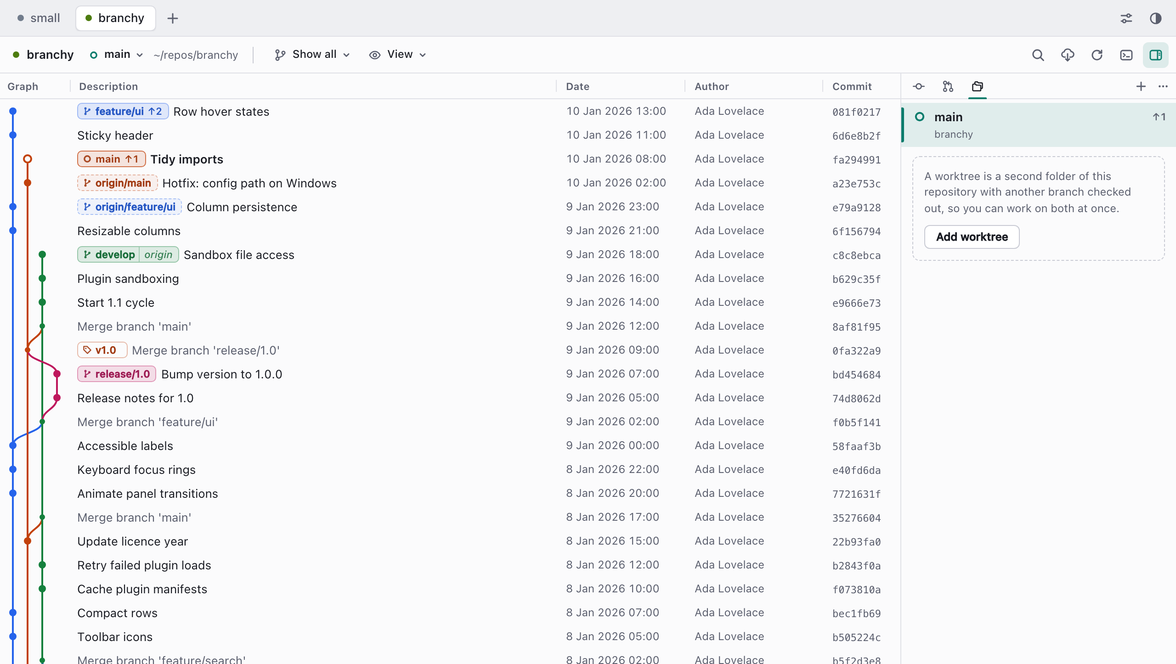 small
branchy
branchy main ~/repos/branchy Show all View
Graph Description Date Author Commit
feature/ui ↑2 Row hover states 10 Jan 2026 13:00 Ada Lovelace 081f0217
Sticky header 10 Jan 2026 11:00 Ada Lovelace 6d6e8b2f
main ↑1 Tidy imports 10 Jan 2026 08:00 Ada Lovelace fa294991
origin/main Hotfix: config path on Windows 10 Jan 2026 02:00 Ada Lovelace a23e753c
origin/feature/ui Column persistence 9 Jan 2026 23:00 Ada Lovelace e79a9128
Resizable columns 9 Jan 2026 21:00 Ada Lovelace 6f156794
develop origin Sandbox file access 9 Jan 2026 18:00 Ada Lovelace c8c8ebca
Plugin sandboxing 9 Jan 2026 16:00 Ada Lovelace b629c35f
Start 1.1 cycle 9 Jan 2026 14:00 Ada Lovelace e9666e73
Merge branch 'main' 9 Jan 2026 12:00 Ada Lovelace 8af81f95
v1.0 Merge branch 'release/1.0' 9 Jan 2026 09:00 Ada Lovelace 0fa322a9
release/1.0 Bump version to 1.0.0 9 Jan 2026 07:00 Ada Lovelace bd454684
Release notes for 1.0 9 Jan 2026 05:00 Ada Lovelace 74d8062d
Merge branch 'feature/ui' 9 Jan 2026 02:00 Ada Lovelace f0b5f141
Accessible labels 9 Jan 2026 00:00 Ada Lovelace 58faaf3b
Keyboard focus rings 8 Jan 2026 22:00 Ada Lovelace e40fd6da
Animate panel transitions 8 Jan 2026 20:00 Ada Lovelace 7721631f
Merge branch 'main' 8 Jan 2026 17:00 Ada Lovelace 35276604
Update licence year 8 Jan 2026 15:00 Ada Lovelace 22b93fa0
Retry failed plugin loads 8 Jan 2026 12:00 Ada Lovelace b2843f0a
Cache plugin manifests 8 Jan 2026 10:00 Ada Lovelace f073810a
Compact rows 8 Jan 2026 07:00 Ada Lovelace bec1fb69
Toolbar icons 8 Jan 2026 05:00 Ada Lovelace b505224c
Merge branch 'feature/search' 8 Jan 2026 02:00 Ada Lovelace b5f2d3e8
main ↑1
branchy
A worktree is a second folder of this
repository with another branch checked
out, so you can work on both at once.
Add worktree